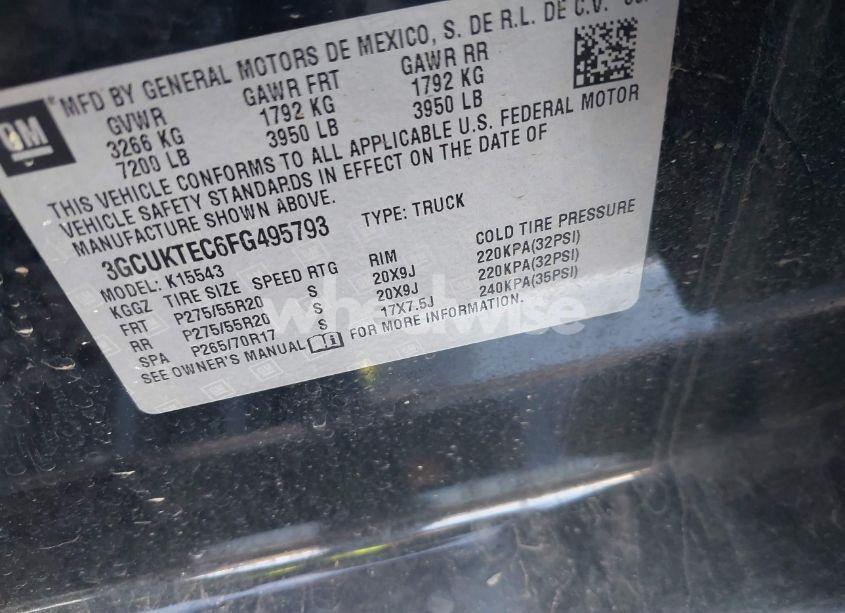 GM
MFD BY GENERAL MOTORS DE MEXICO, S. DE R.L. DE C.V.
GVWR GAWR FRT GAWR RR
3266 KG 1792 KG 1792 KG
7200 LB 3950 LB 3950 LB
THIS VEHICLE CONFORMS TO ALL APPLICABLE U.S. FEDERAL MOTOR
VEHICLE SAFETY STANDARDS IN EFFECT ON THE DATE OF
MANUFACTURE SHOWN ABOVE.
3GCUKTEC6FG495793 TYPE: TRUCK
MODEL: K15543
KGGZ TIRE SIZE SPEED RTG RIM COLD TIRE PRESSURE
FRT P275/55R20 S 20X9J 220KPA(32PSI)
RR P275/55R20 S 20X9J 220KPA(32PSI)
SPA P265/70R17 S 17X7.5J 240KPA(35PSI)
SEE OWNER'S MANUAL FOR MORE INFORMATION.
wheelwise